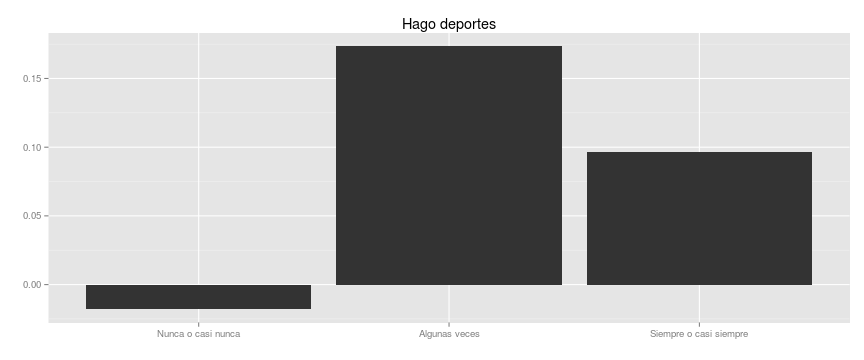 Hago deportes
0.15
0.10
0.05
0.00
Nunca o casi nunca Algunas veces Siempre o casi siempre